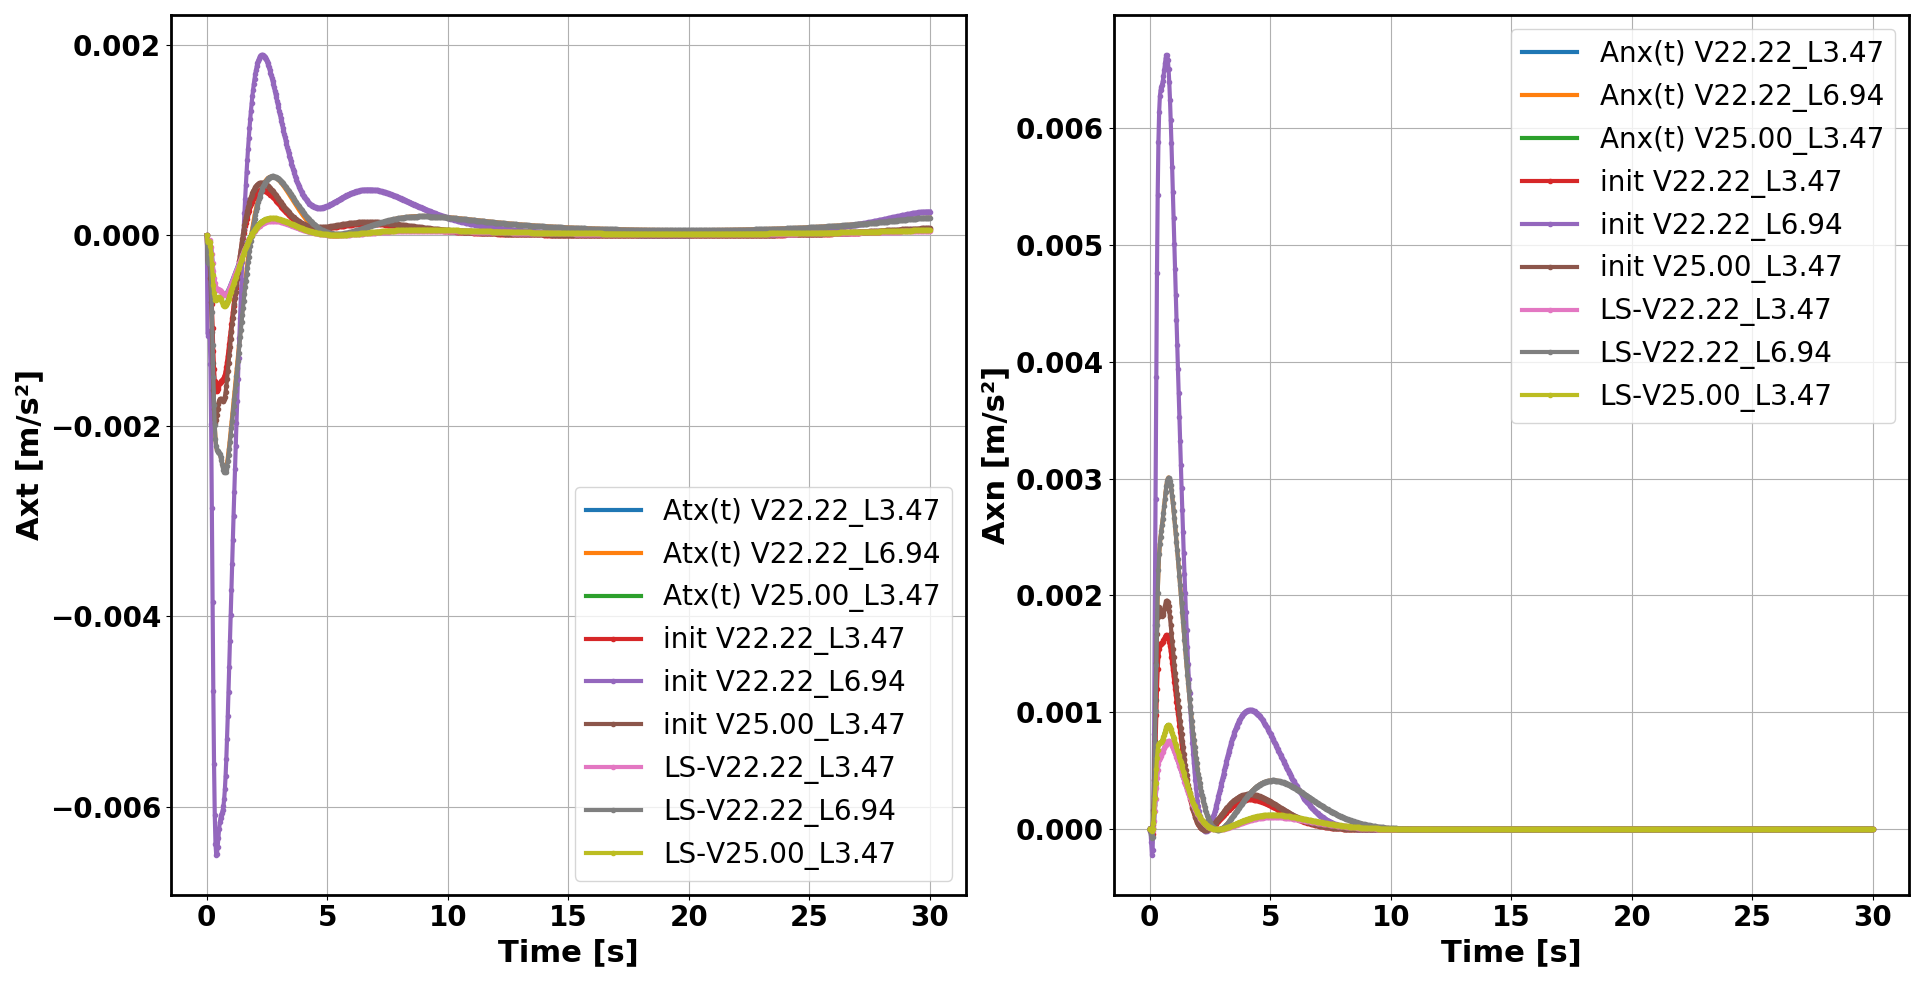 0.002
0.000
−0.002
−0.004
−0.006
Axt [m/s²]
0
5
10
15
20
25
30
Time [s]
Atx(t) V22.22_L3.47
Atx(t) V22.22_L6.94
Atx(t) V25.00_L3.47
init V22.22_L3.47
init V22.22_L6.94
init V25.00_L3.47
LS-V22.22_L3.47
LS-V22.22_L6.94
LS-V25.00_L3.47
0.006
0.005
0.004
0.003
0.002
0.001
0.000
Axn [m/s²]
0
5
10
15
20
25
30
Time [s]
Anx(t) V22.22_L3.47
Anx(t) V22.22_L6.94
Anx(t) V25.00_L3.47
init V22.22_L3.47
init V22.22_L6.94
init V25.00_L3.47
LS-V22.22_L3.47
LS-V22.22_L6.94
LS-V25.00_L3.47